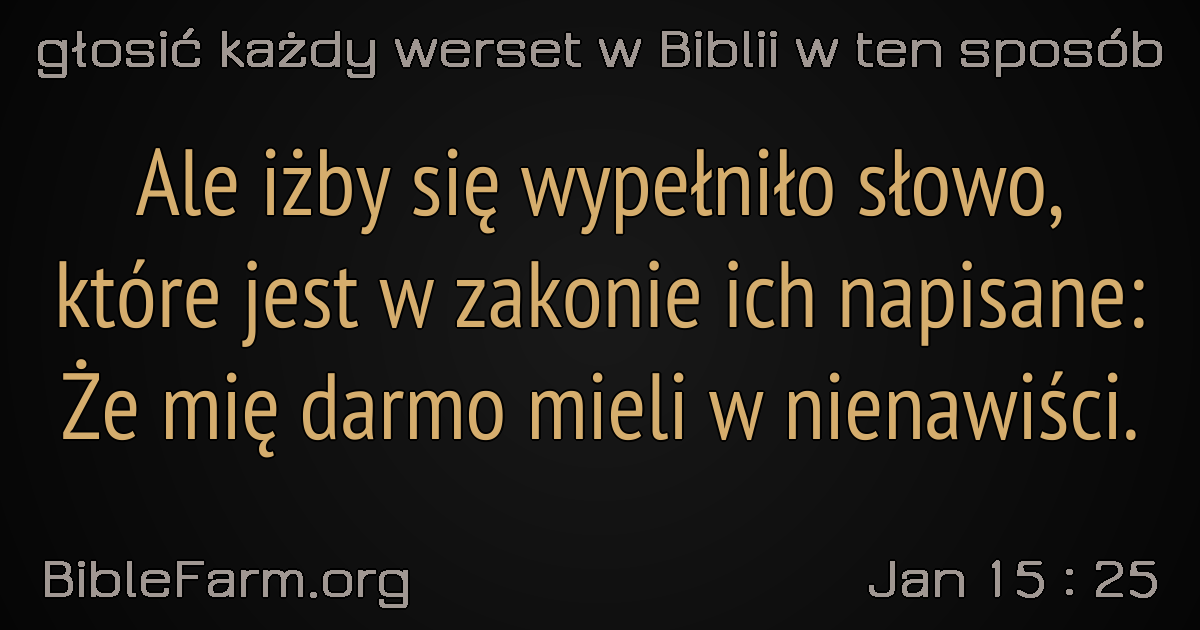 głosić każdy werset w Biblii w ten sposób
Ale iżby się wypełniło słowo,
które jest w zakonie ich napisane:
Że mię darmo mieli w nienawiści.
BibleFarm.org
Jan 15 : 25